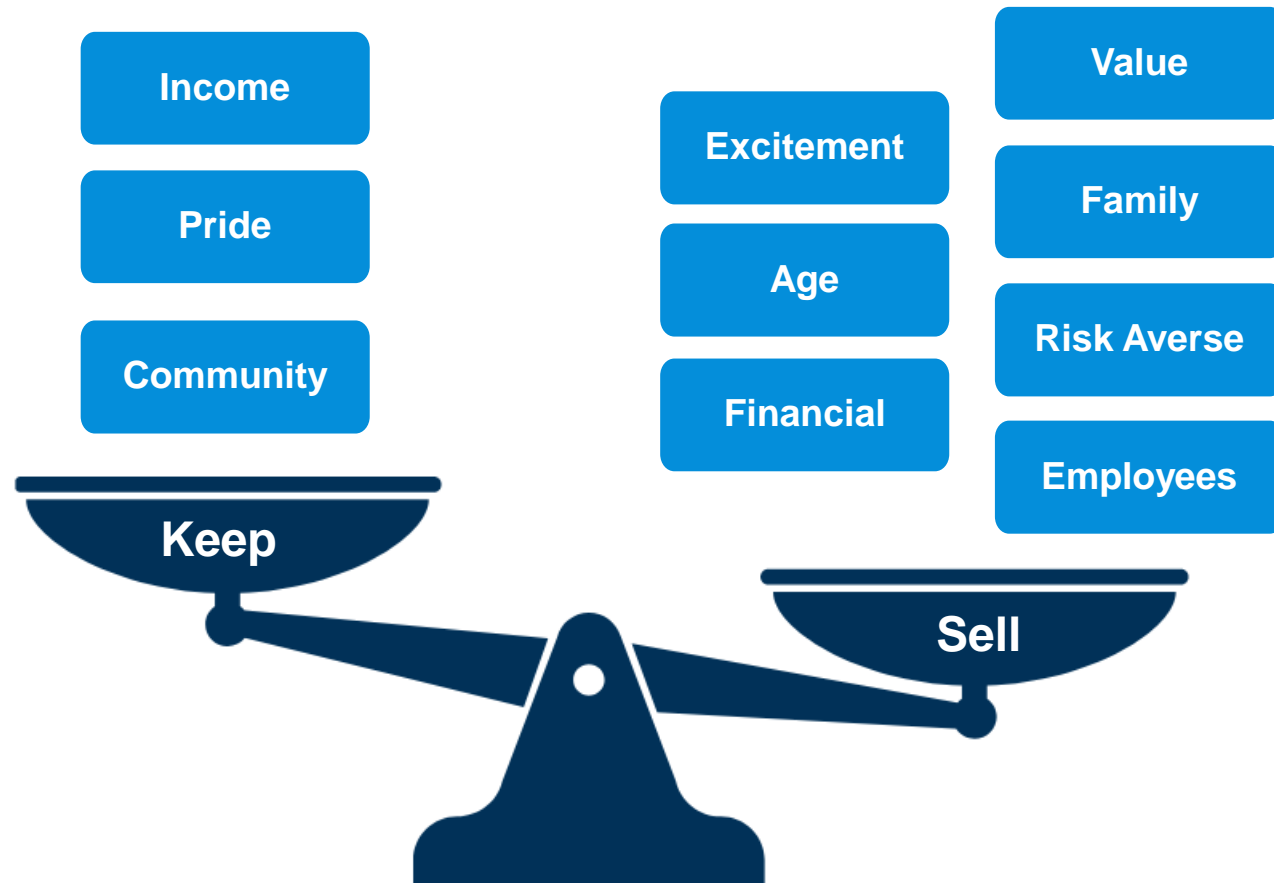 Income
Pride
Community
Keep
Excitement
Age
Financial
Value
Family
Risk Averse
Employees
Sell